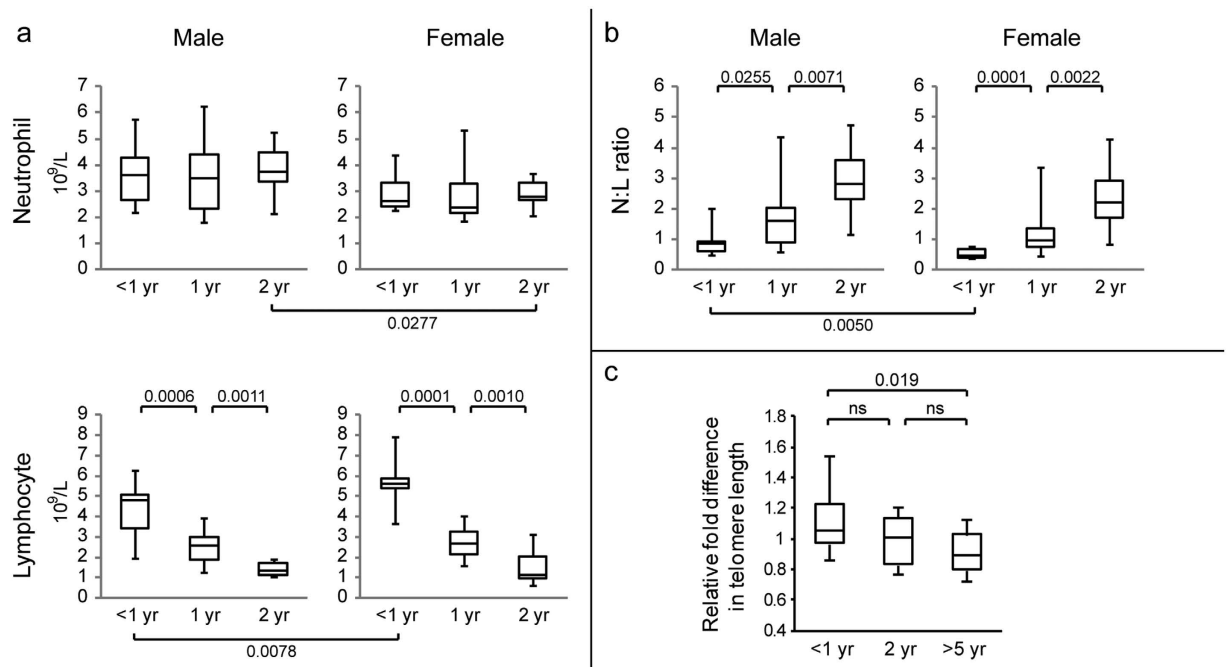 a
Male
Female
Neutrophil
10⁹/L
7
6
5
4
3
2
1
0
<1 yr
1 yr
2 yr
7
6
5
4
3
2
1
0
<1 yr
1 yr
2 yr
0.0277
Lymphocyte
10⁹/L
0.0006
0.0011
9
8
7
6
5
4
3
2
1
0
<1 yr
1 yr
2 yr
0.0001
0.0010
9
8
7
6
5
4
3
2
1
0
<1 yr
1 yr
2 yr
0.0078
b
Male
Female
N:L ratio
0.0255
0.0071
6
5
4
3
2
1
0
<1 yr
1 yr
2 yr
0.0001
0.0022
6
5
4
3
2
1
0
<1 yr
1 yr
2 yr
0.0050
c
Relative fold difference
in telomere length
0.019
ns
ns
1.8
1.6
1.4
1.2
1
0.8
0.6
0.4
<1 yr
2 yr
>5 yr